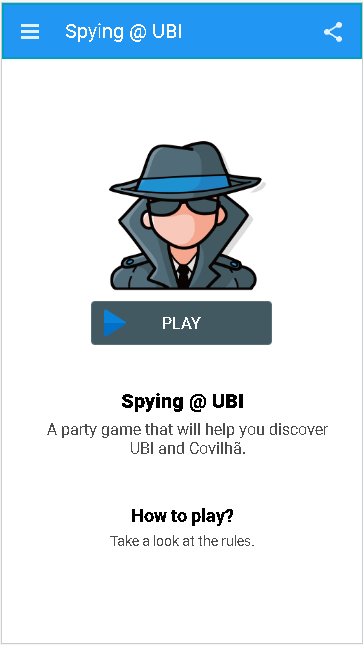 Spying @ UBI
PLAY
Spying @ UBI
A party game that will help you discover
UBI and Covilhã.
How to play?
Take a look at the rules.